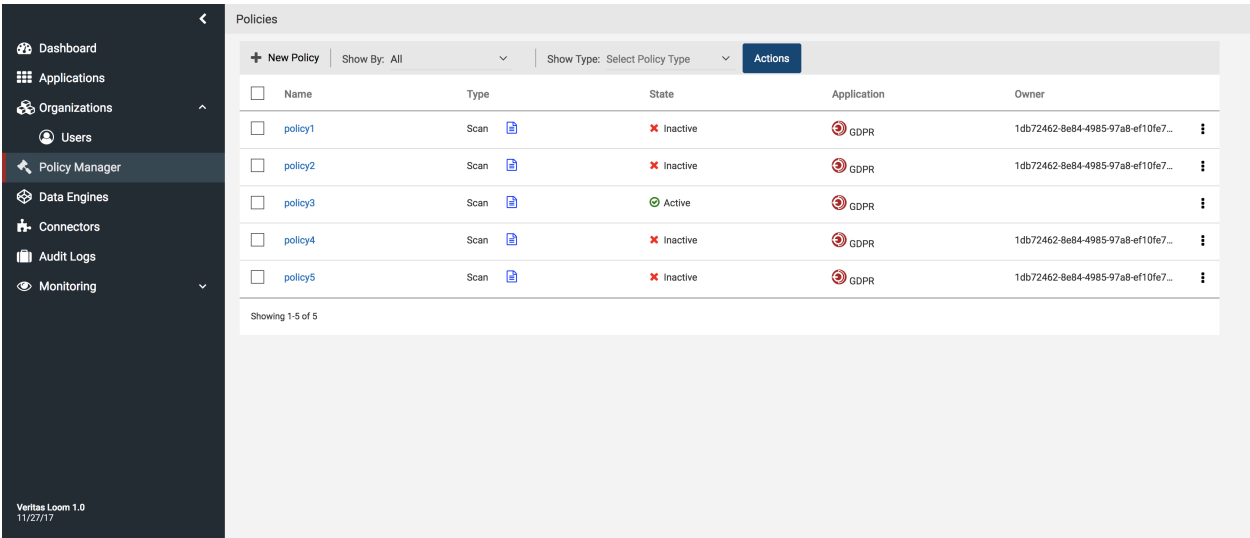 Policies
Dashboard
Applications
Organizations
Users
Policy Manager
Data Engines
Connectors
Audit Logs
Monitoring
Veritas Loom 1.0
11/27/17
New Policy Show By: All Show Type: Select Policy Type Actions
Name Type State Application Owner
policy1 Scan Inactive GDPR 1db72462-8e84-4985-97a8-ef10fe7...
policy2 Scan Inactive GDPR 1db72462-8e84-4985-97a8-ef10fe7...
policy3 Scan Active GDPR
policy4 Scan Inactive GDPR 1db72462-8e84-4985-97a8-ef10fe7...
policy5 Scan Inactive GDPR 1db72462-8e84-4985-97a8-ef10fe7...
Showing 1-5 of 5